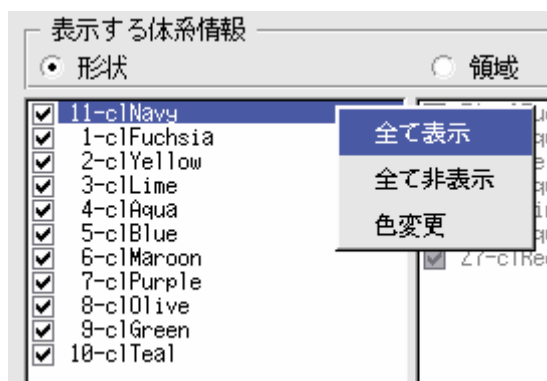 表示する体系情報
形状
領域
11-clNavy
1-clFuchsia
2-clYellow
3-clLime
4-clAqua
5-clBlue
6-clMaroon
7-clPurple
8-clOlive
9-clGreen
10-clTeal
全て表示
全て非表示
色変更
27-clRe